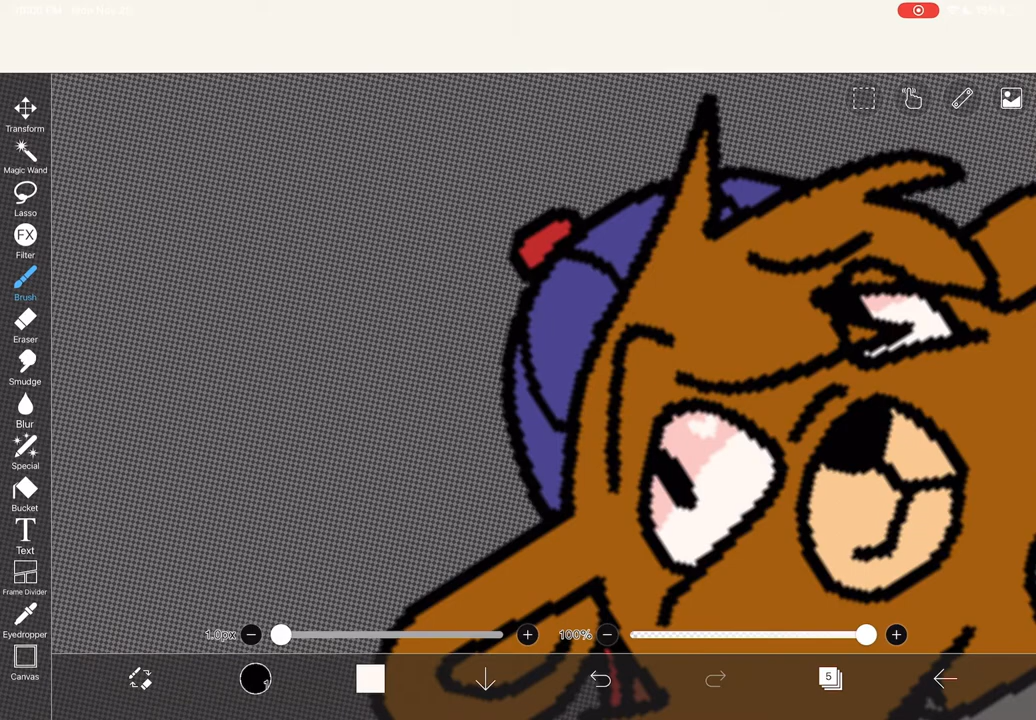 Transform
Magic Wand
Lasso
FX
Filter
Brush
Eraser
Smudge
Blur
Special
Bucket
T
Text
Frame Divider
Eyedropper
Canvas
1.0px
100%
5